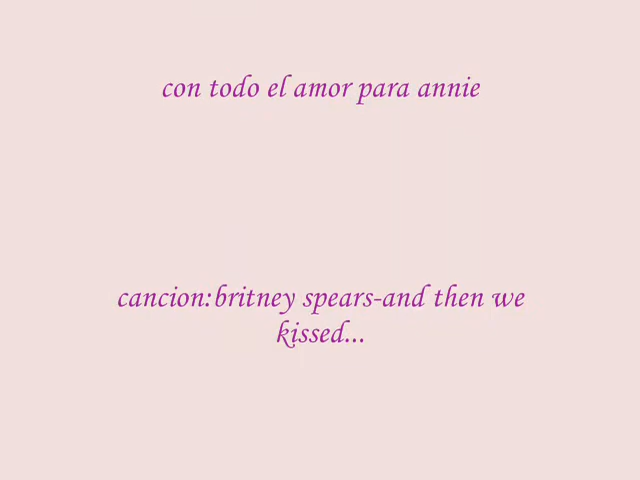 con todo el amor para annie
cancion:britney spears-and then we
kissed...